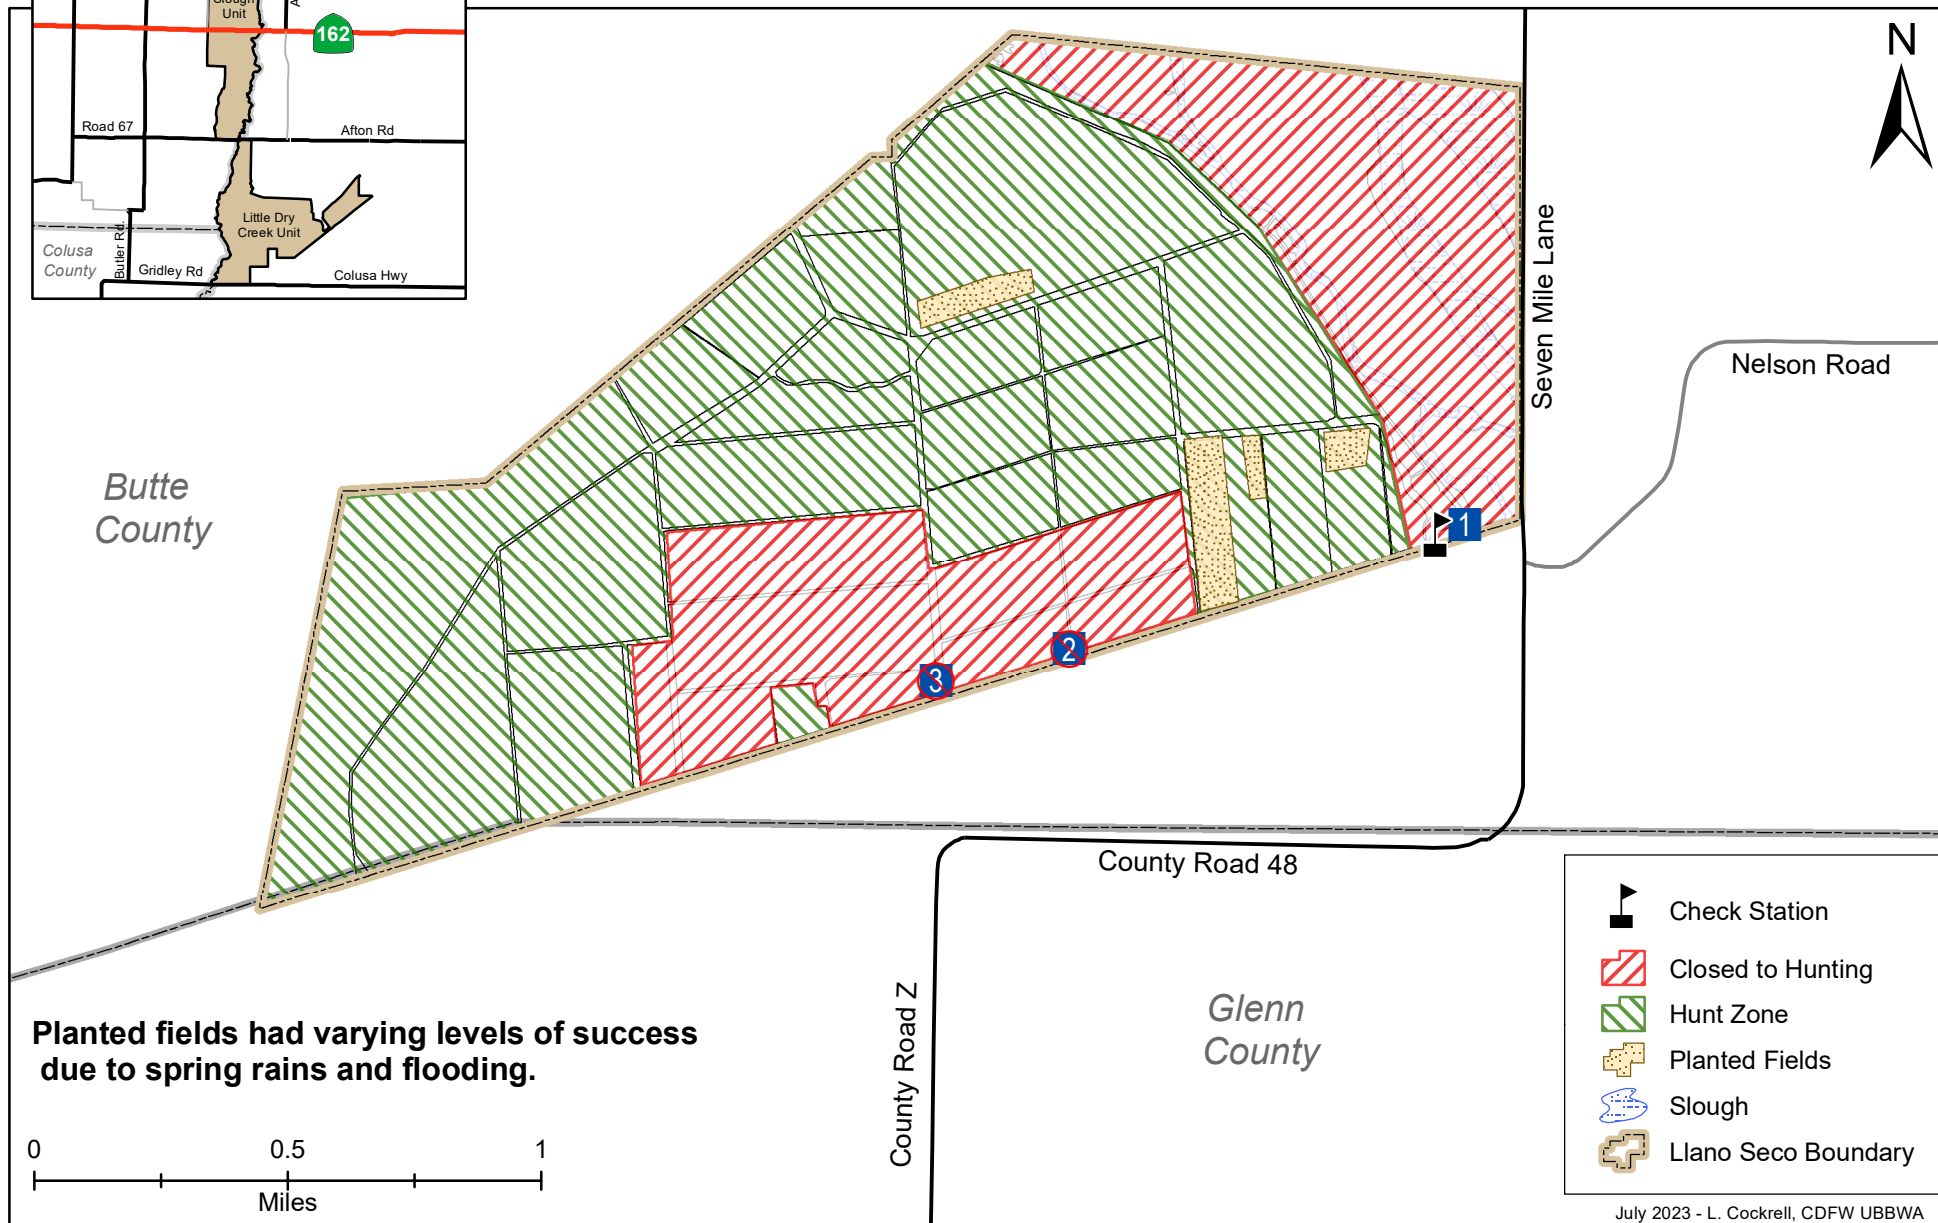 Slough
Unit
162
Road 67
Afton Rd
Little Dry
Creek Unit
Colusa
County
Butler Rd.
Gridley Rd
Colusa Hwy
N
Seven Mile Lane
Nelson Road
Butte
County
1
2
3
County Road 48
County Road Z
Glenn
County
Planted fields had varying levels of success
due to spring rains and flooding.
0 0.5 1
Miles
Check Station
Closed to Hunting
Hunt Zone
Planted Fields
Slough
Llano Seco Boundary
July 2023 - L. Cockrell, CDFW UBBWA